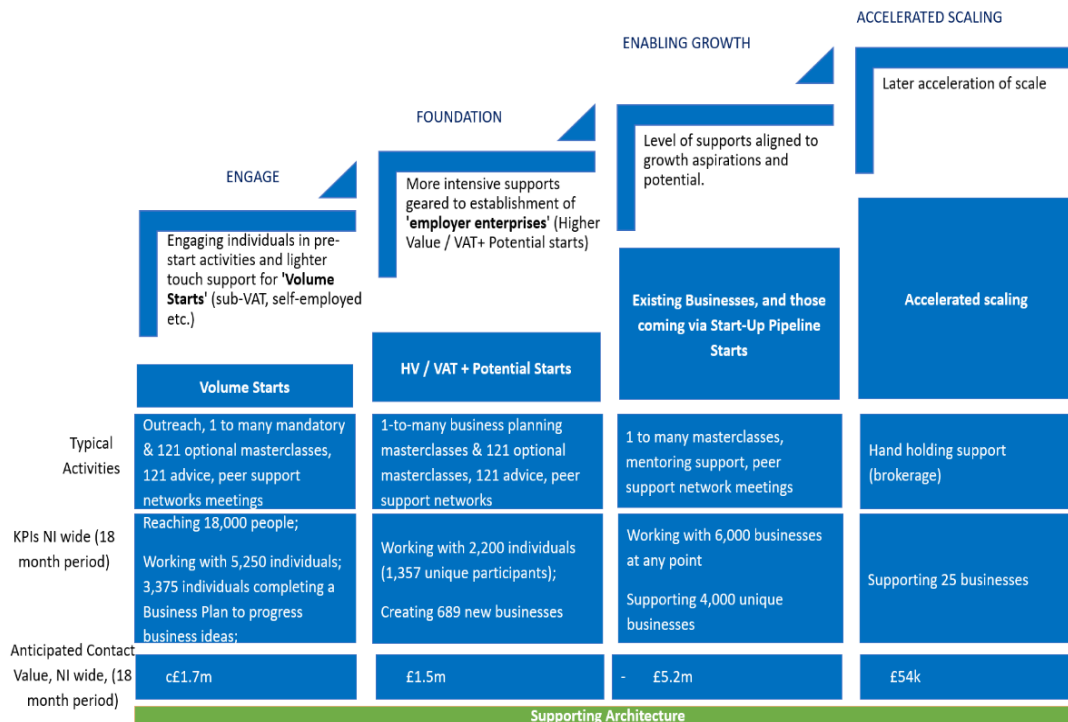 ACCELERATED SCALING
Later acceleration of scale
ENABLING GROWTH
Level of supports aligned to
growth aspirations and
potential.
FOUNDATION
More intensive supports
geared to establishment of
'employer enterprises' (Higher
Value / VAT+ Potential starts)
ENGAGE
Engaging individuals in pre-
start activities and lighter
touch support for 'Volume
Starts' (sub-VAT, self-employed
etc.)
Volume Starts
HV / VAT + Potential Starts
Existing Businesses, and those
coming via Start-Up Pipeline
Starts
Accelerated scaling
Typical
Activities
Outreach, 1 to many mandatory
& 121 optional masterclasses,
121 advice, peer support
networks meetings
1-to-many business planning
masterclasses & 121 optional
masterclasses, 121 advice, peer
support networks
1 to many masterclasses,
mentoring support, peer
support network meetings
Hand holding support
(brokerage)
KPIs NI wide (18
month period)
Reaching 18,000 people;
Working with 5,250 individuals;
3,375 individuals completing a
Business Plan to progress
business ideas;
Working with 2,200 individuals
(1,357 unique participants);
Creating 689 new businesses
Working with 6,000 businesses
at any point
Supporting 4,000 unique
businesses
Supporting 25 businesses
Anticipated Contact
Value, NI wide, (18
month period)
c£1.7m
£1.5m
- £5.2m
£54k
Supporting Architecture